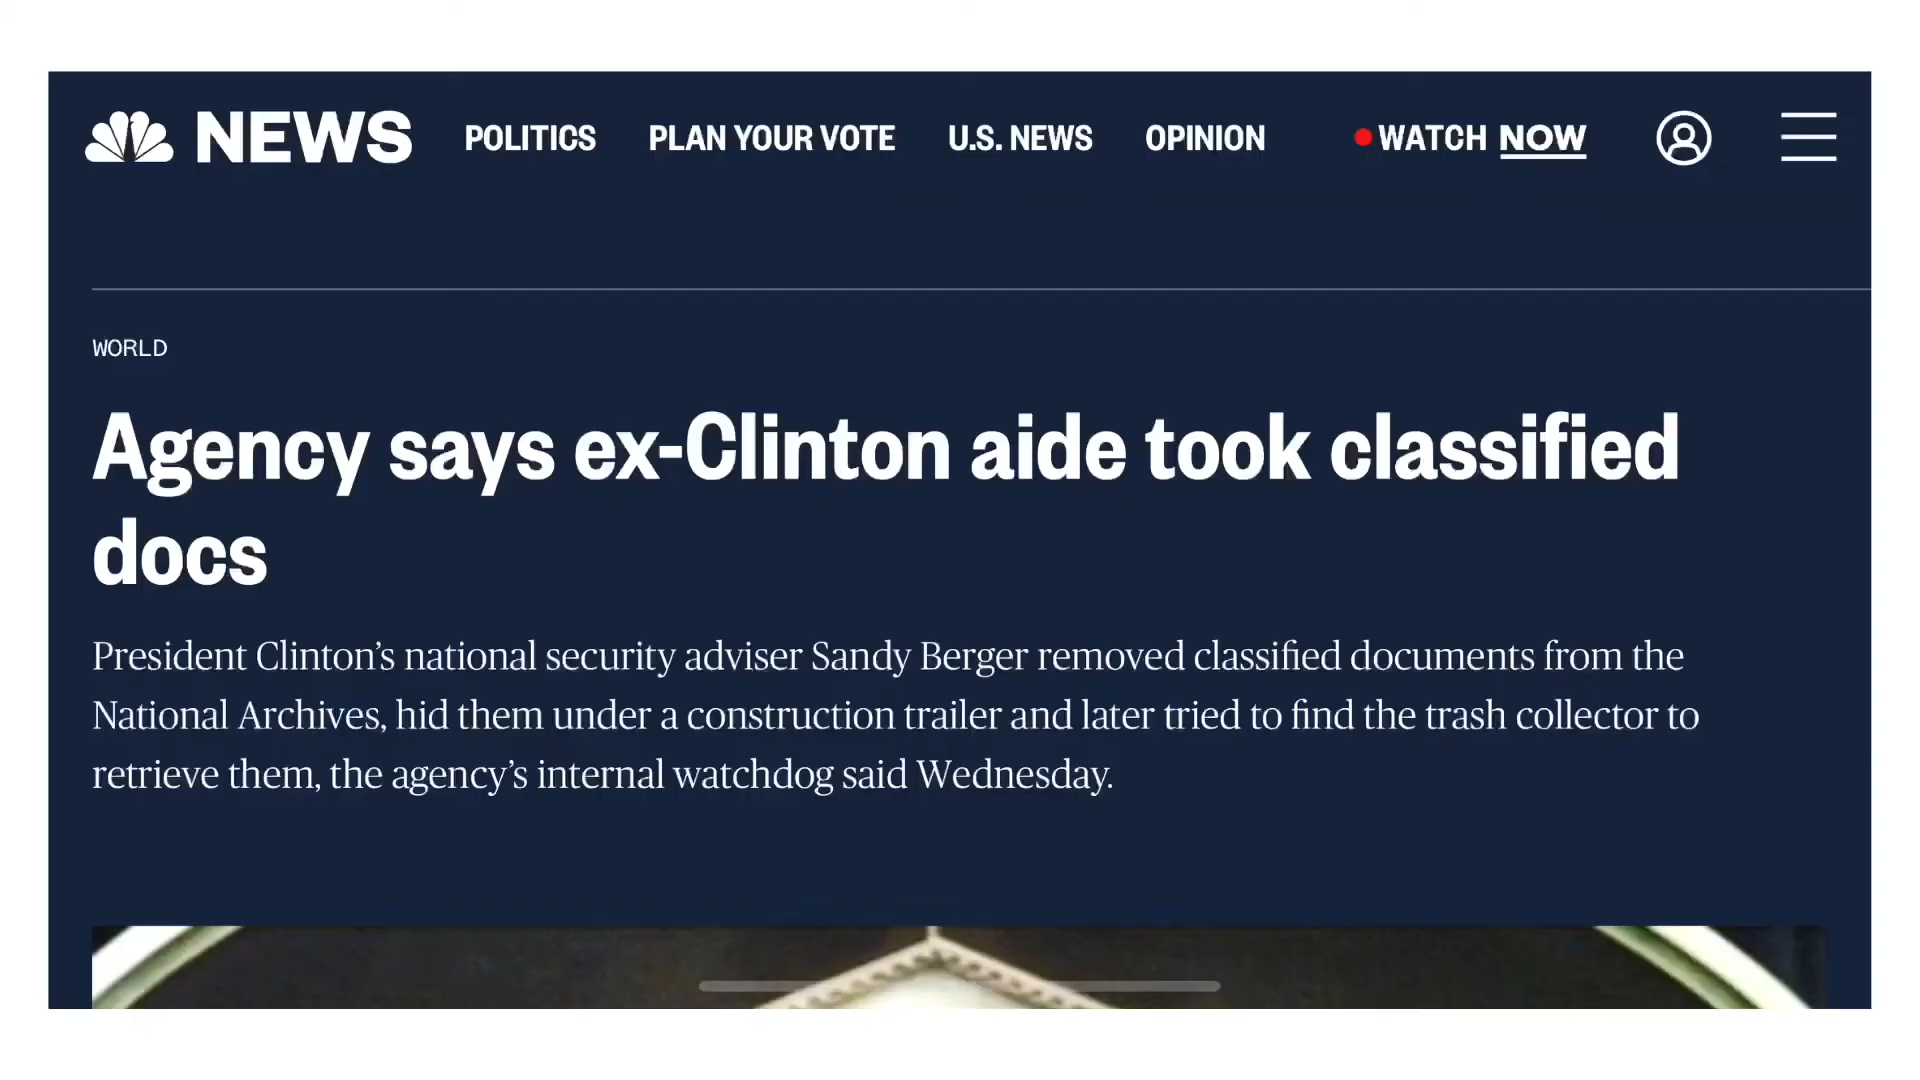 NEWS POLITICS PLAN YOUR VOTE U.S. NEWS OPINION WATCH NOW
WORLD
Agency says ex-Clinton aide took classified
docs
President Clinton’s national security adviser Sandy Berger removed classified documents from the
National Archives, hid them under a construction trailer and later tried to find the trash collector to
retrieve them, the agency’s internal watchdog said Wednesday.